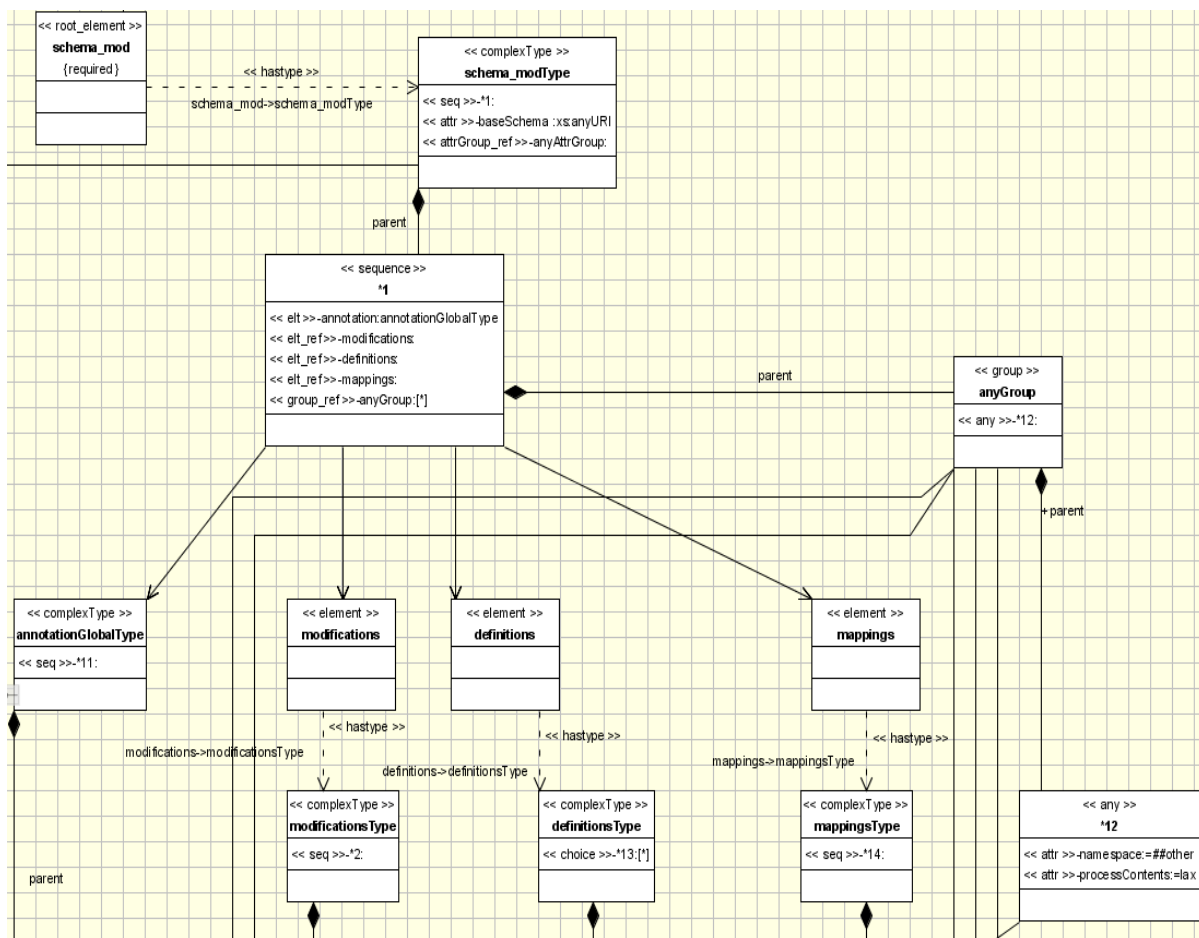 << root_element >>
schema_mod
{required }
<< hastype >>
schema_mod->schema_modType
<< complexType >>
schema_modType
<< seq >>-*1:
<< attr >>-baseSchema :xs:anyURI
<< attrGroup_ref >>-anyAttrGroup:
parent
<< sequence >>
*1
<< elt >>-annotation:annotationGlobalType
<< elt_ref>>-modifications:
<< elt_ref>>-definitions:
<< elt_ref>>-mappings:
<< group_ref >>-anyGroup:[*]
parent
<< group >>
anyGroup
<< any >>-*12:
+ parent
<< complexType >>
annotationGlobalType
<< seq >>-*11:
<< element >>
modifications
<< element >>
definitions
<< element >>
mappings
<< hastype >>
modifications->modificationsType
<< hastype >>
definitions->definitionsType
<< hastype >>
mappings->mappingsType
<< complexType >>
modificationsType
<< seq >>-*2:
<< complexType >>
definitionsType
<< choice >>-*13:[*]
<< complexType >>
mappingsType
<< seq >>-*14:
<< any >>
*12
<< attr >>-namespace:=##other
<< attr >>-processContents:=lax
parent